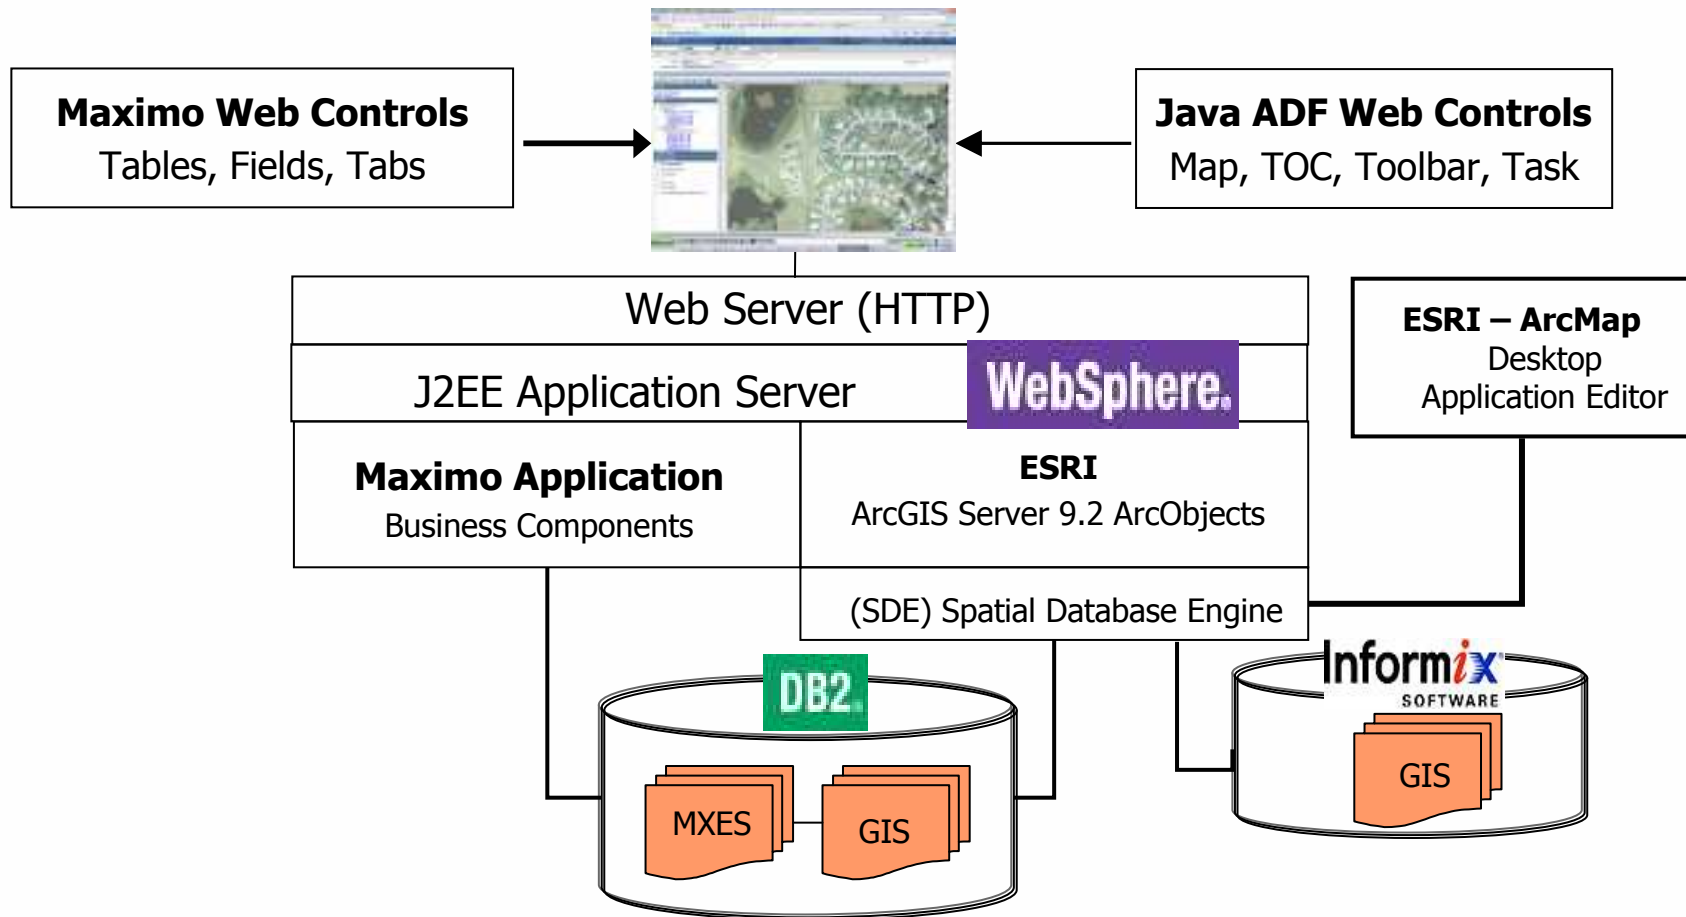 Maximo Web Controls
Tables, Fields, Tabs
Java ADF Web Controls
Map, TOC, Toolbar, Task
Web Server (HTTP)
J2EE Application Server
WebSphere.
ESRI – ArcMap
Desktop
Application Editor
Maximo Application
Business Components
ESRI
ArcGIS Server 9.2 ArcObjects
(SDE) Spatial Database Engine
DB2.
MXES
GIS
Informix
SOFTWARE
GIS